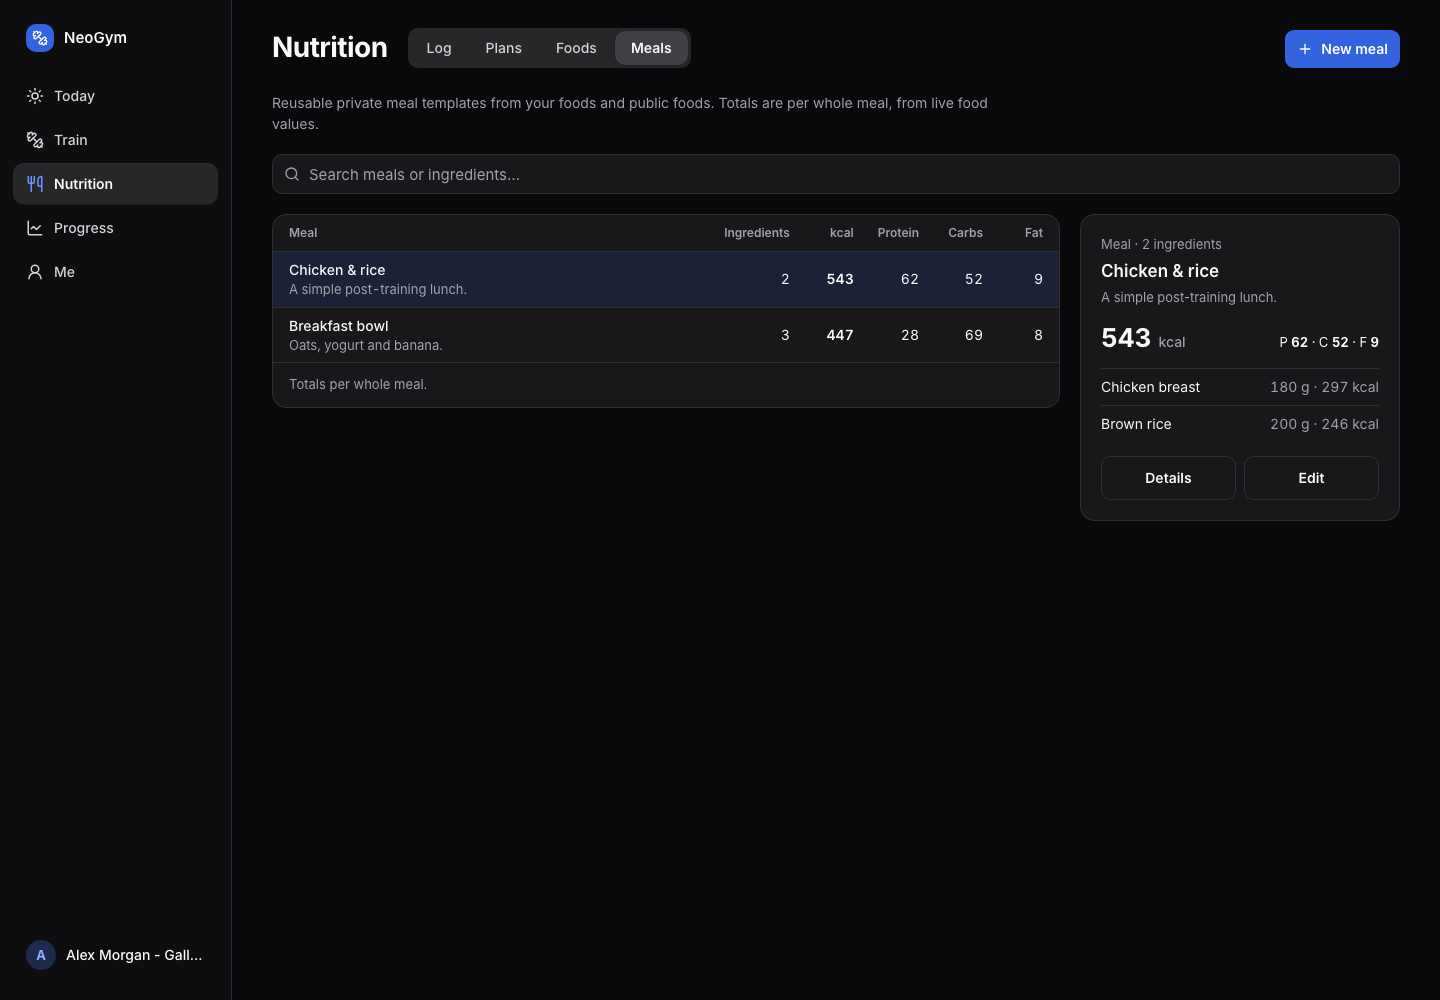 NeoGym
Today
Train
Nutrition
Progress
Me
Alex Morgan - Gall...
A
Nutrition
Log
Plans
Foods
Meals
New meal
Reusable private meal templates from your foods and public foods. Totals are per whole meal, from live food
values.
Search meals or ingredients...
Meal Ingredients kcal Protein Carbs Fat
Chicken & rice 2 543 62 52 9
A simple post-training lunch.
Breakfast bowl 3 447 28 69 8
Oats, yogurt and banana.
Totals per whole meal.
Meal · 2 ingredients
Chicken & rice
A simple post-training lunch.
543 kcal P 62 · C 52 · F 9
Chicken breast 180 g · 297 kcal
Brown rice 200 g · 246 kcal
Details Edit